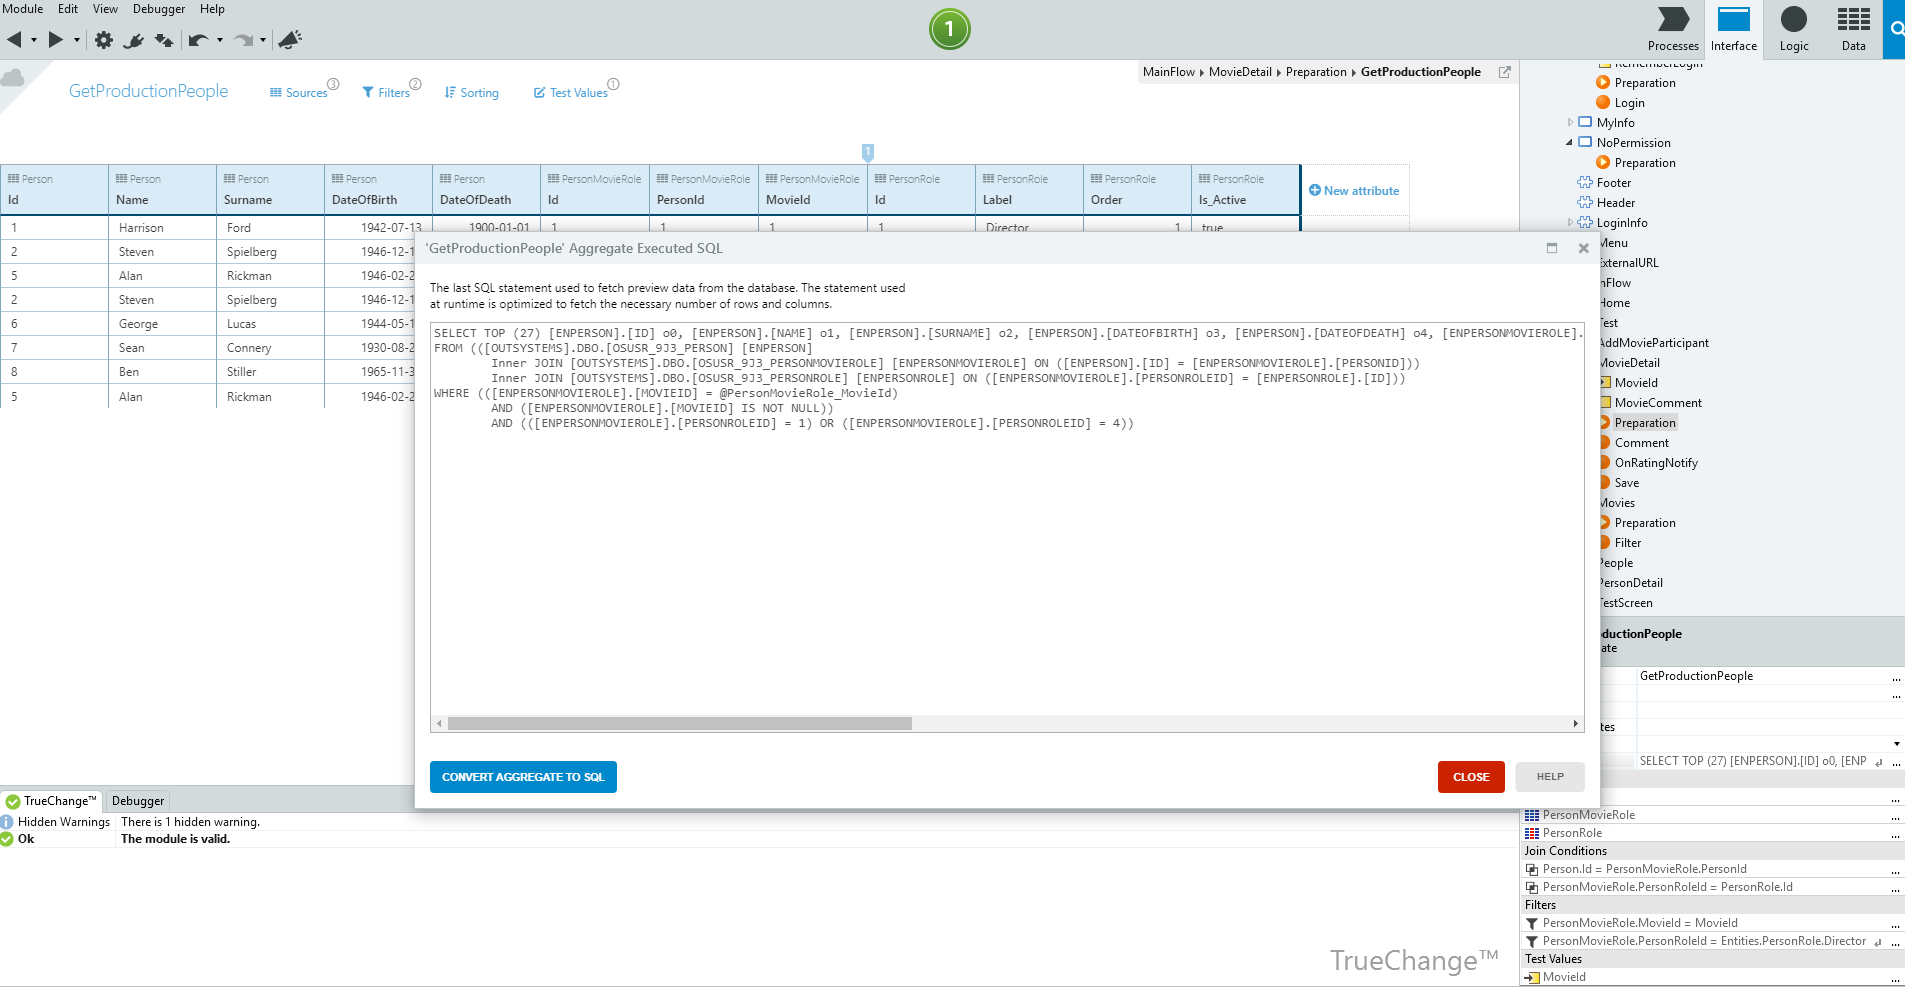 Module Edit View Debugger Help
1
Processes Interface Logic Data
GetProductionPeople
Sources 3
Filters 2
Sorting
Test Values 1
MainFlow MovieDetail Preparation GetProductionPeople
1
Person Person Person Person Person PersonMovieRole PersonMovieRole PersonMovieRole PersonRole PersonRole PersonRole PersonRole
Id Name Surname DateOfBirth DateOfDeath Id PersonId MovieId Id Label Order Is_Active
New attribute
1 Harrison Ford 1942-07-13 1900-01-01 1 1 1 1 Director 1 true
2 Steven Spielberg 1946-12-1
5 Alan Rickman 1946-02-2
2 Steven Spielberg 1946-12-1
6 George Lucas 1944-05-1
7 Sean Connery 1930-08-2
8 Ben Stiller 1965-11-3
5 Alan Rickman 1946-02-2
'GetProductionPeople' Aggregate Executed SQL
The last SQL statement used to fetch preview data from the database. The statement used
at runtime is optimized to fetch the necessary number of rows and columns.
SELECT TOP (27) [ENPERSON].[ID] o0, [ENPERSON].[NAME] o1, [ENPERSON].[SURNAME] o2, [ENPERSON].[DATEOFBIRTH] o3, [ENPERSON].[DATEOFDEATH] o4, [ENPERSONMOVIEROLE].
FROM (([OUTSYSTEMS].DBO.[OSUSR_9J3_PERSON] [ENPERSON]
Inner JOIN [OUTSYSTEMS].DBO.[OSUSR_9J3_PERSONMOVIEROLE] [ENPERSONMOVIEROLE] ON ([ENPERSON].[ID] = [ENPERSONMOVIEROLE].[PERSONID]))
Inner JOIN [OUTSYSTEMS].DBO.[OSUSR_9J3_PERSONROLE] [ENPERSONROLE] ON ([ENPERSONMOVIEROLE].[PERSONROLEID] = [ENPERSONROLE].[ID]))
WHERE (([ENPERSONMOVIEROLE].[MOVIEID] = @PersonMovieRole_MovieId)
AND ([ENPERSONMOVIEROLE].[MOVIEID] IS NOT NULL))
AND (([ENPERSONMOVIEROLE].[PERSONROLEID] = 1) OR ([ENPERSONMOVIEROLE].[PERSONROLEID] = 4))
CONVERT AGGREGATE TO SQL
CLOSE
HELP
RememberLogin
Preparation
Login
MyInfo
NoPermission
Preparation
Footer
Header
LoginInfo
Menu
ExternalURL
nFlow
Home
Test
AddMovieParticipant
MovieDetail
MovieId
MovieComment
Preparation
Comment
OnRatingNotify
Save
Movies
Preparation
Filter
People
PersonDetail
TestScreen
ductionPeople
ate
GetProductionPeople ...
...
tes
SELECT TOP (27) [ENPERSON].[ID] o0, [ENP ...
...
PersonMovieRole ...
PersonRole ...
Join Conditions
Person.Id = PersonMovieRole.PersonId ...
PersonMovieRole.PersonRoleId = PersonRole.Id ...
Filters
PersonMovieRole.MovieId = MovieId ...
PersonMovieRole.PersonRoleId = Entities.PersonRole.Director ...
Test Values
MovieId ...
TrueChange™ Debugger
Hidden Warnings There is 1 hidden warning.
Ok The module is valid.
TrueChange™